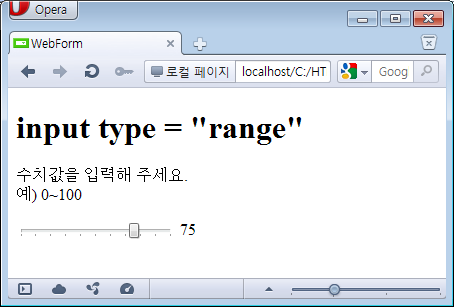 Opera
WebForm
로컬 페이지 localhost/C:/HT Goog
input type = "range"
수치값을 입력해 주세요.
예) 0~100
75